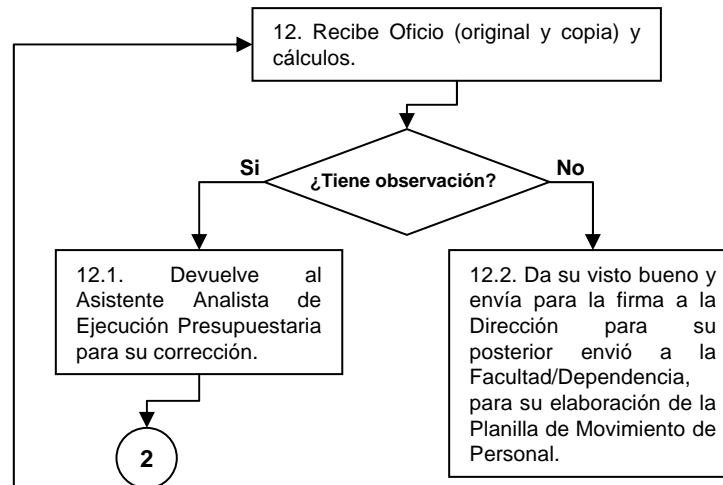 12. Recibe Oficio (original y copia) y
cálculos.
Si
¿Tiene observación?
No
12.1. Devuelve al
Asistente Analista de
Ejecución Presupuestaria
para su corrección.
12.2. Da su visto bueno y
envía para la firma a la
Dirección para su
posterior envió a la
Facultad/Dependencia,
para su elaboración de la
Planilla de Movimiento de
Personal.
2